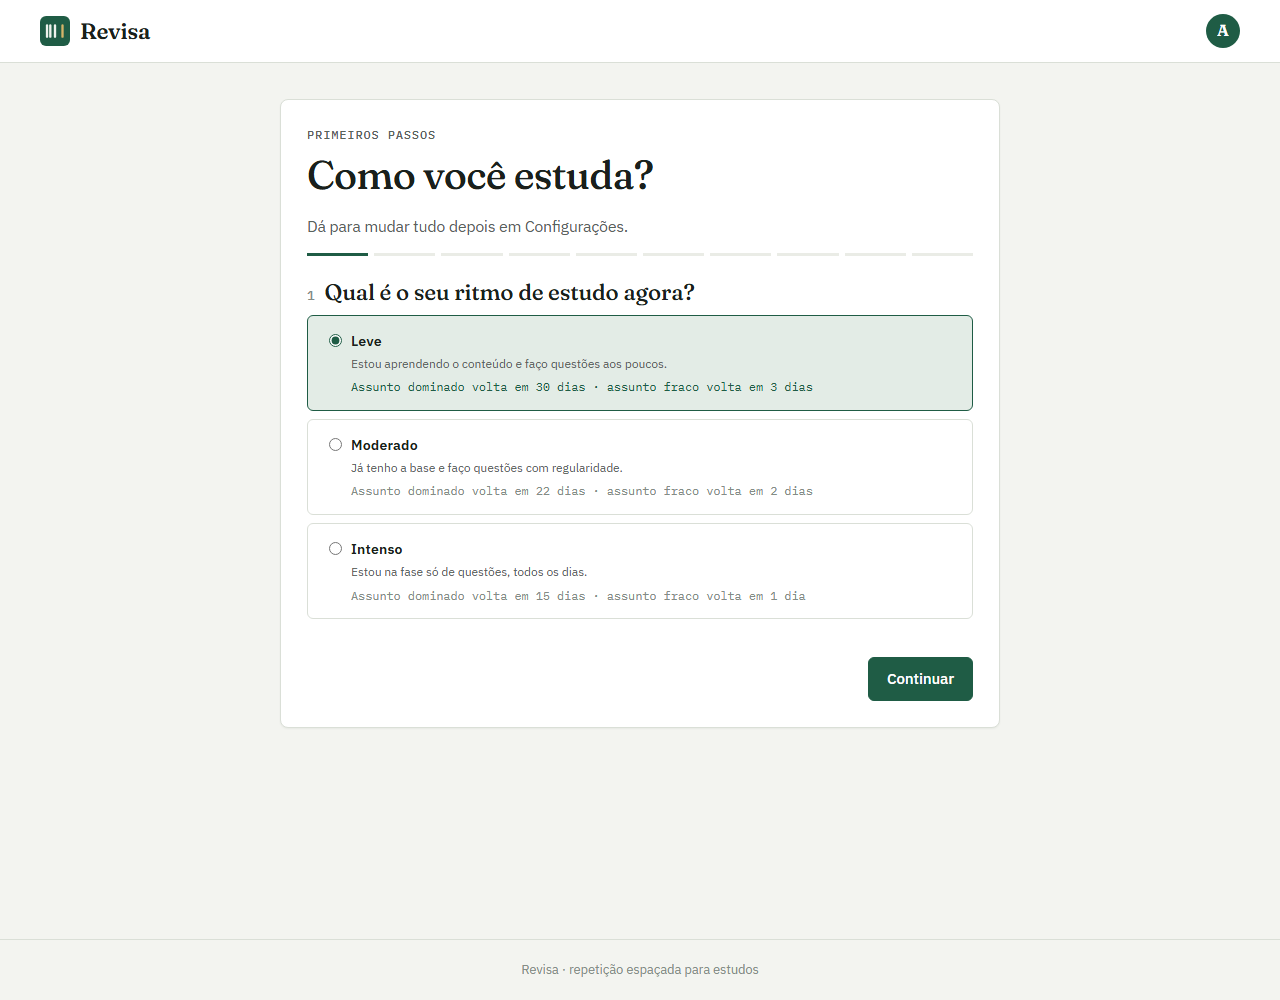 Revisa
A
PRIMEIROS PASSOS
Como você estuda?
Dá para mudar tudo depois em Configurações.
1 Qual é o seu ritmo de estudo agora?
Leve
Estou aprendendo o conteúdo e faço questões aos poucos.
Assunto dominado volta em 30 dias · assunto fraco volta em 3 dias
Moderado
Já tenho a base e faço questões com regularidade.
Assunto dominado volta em 22 dias · assunto fraco volta em 2 dias
Intenso
Estou na fase só de questões, todos os dias.
Assunto dominado volta em 15 dias · assunto fraco volta em 1 dia
Continuar
Revisa · repetição espaçada para estudos